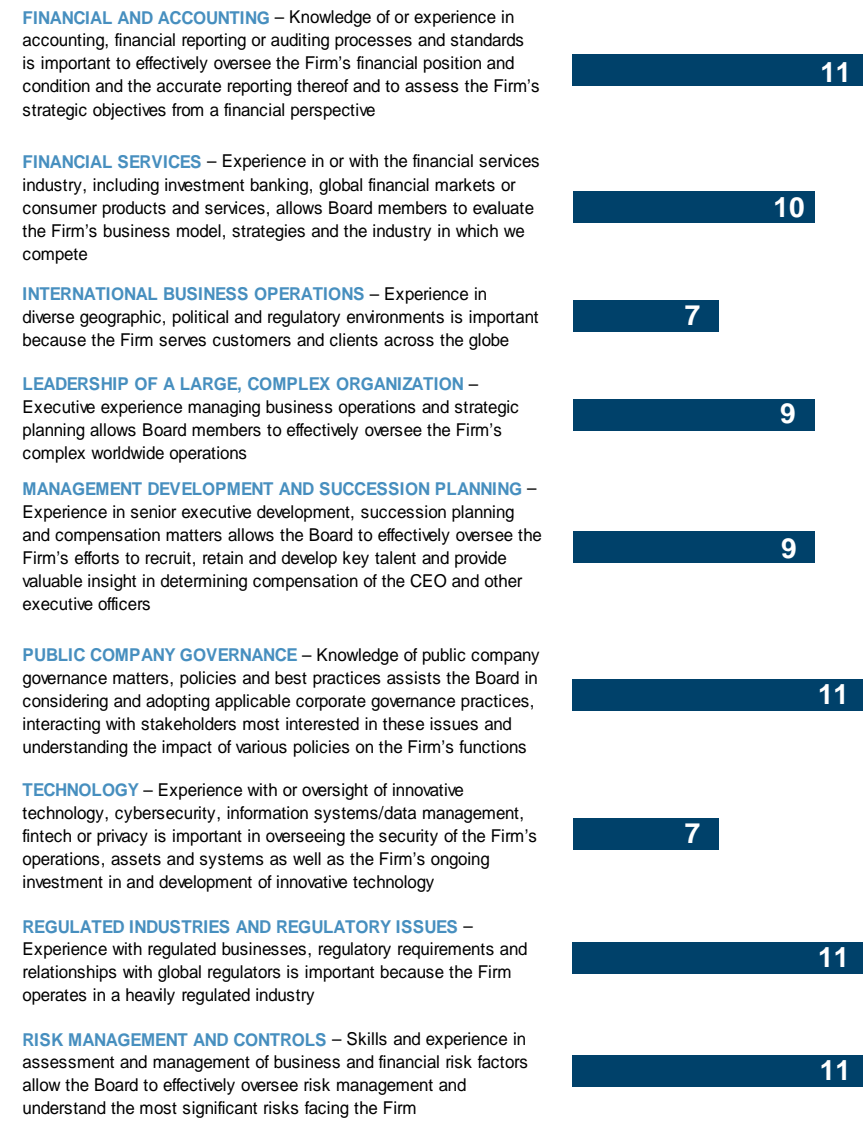 FINANCIAL AND ACCOUNTING – Knowledge of or experience in
accounting, financial reporting or auditing processes and standards
is important to effectively oversee the Firm's financial position and
condition and the accurate reporting thereof and to assess the Firm's
strategic objectives from a financial perspective
11
FINANCIAL SERVICES – Experience in or with the financial services
industry, including investment banking, global financial markets or
consumer products and services, allows Board members to evaluate
the Firm's business model, strategies and the industry in which we
compete
10
INTERNATIONAL BUSINESS OPERATIONS – Experience in
diverse geographic, political and regulatory environments is important
because the Firm serves customers and clients across the globe
7
LEADERSHIP OF A LARGE, COMPLEX ORGANIZATION –
Executive experience managing business operations and strategic
planning allows Board members to effectively oversee the Firm's
complex worldwide operations
9
MANAGEMENT DEVELOPMENT AND SUCCESSION PLANNING –
Experience in senior executive development, succession planning
and compensation matters allows the Board to effectively oversee the
Firm's efforts to recruit, retain and develop key talent and provide
valuable insight in determining compensation of the CEO and other
executive officers
9
PUBLIC COMPANY GOVERNANCE – Knowledge of public company
governance matters, policies and best practices assists the Board in
considering and adopting applicable corporate governance practices,
interacting with stakeholders most interested in these issues and
understanding the impact of various policies on the Firm's functions
11
TECHNOLOGY – Experience with or oversight of innovative
technology, cybersecurity, information systems/data management,
fintech or privacy is important in overseeing the security of the Firm's
operations, assets and systems as well as the Firm's ongoing
investment in and development of innovative technology
7
REGULATED INDUSTRIES AND REGULATORY ISSUES –
Experience with regulated businesses, regulatory requirements and
relationships with global regulators is important because the Firm
operates in a heavily regulated industry
11
RISK MANAGEMENT AND CONTROLS – Skills and experience in
assessment and management of business and financial risk factors
allow the Board to effectively oversee risk management and
understand the most significant risks facing the Firm
11